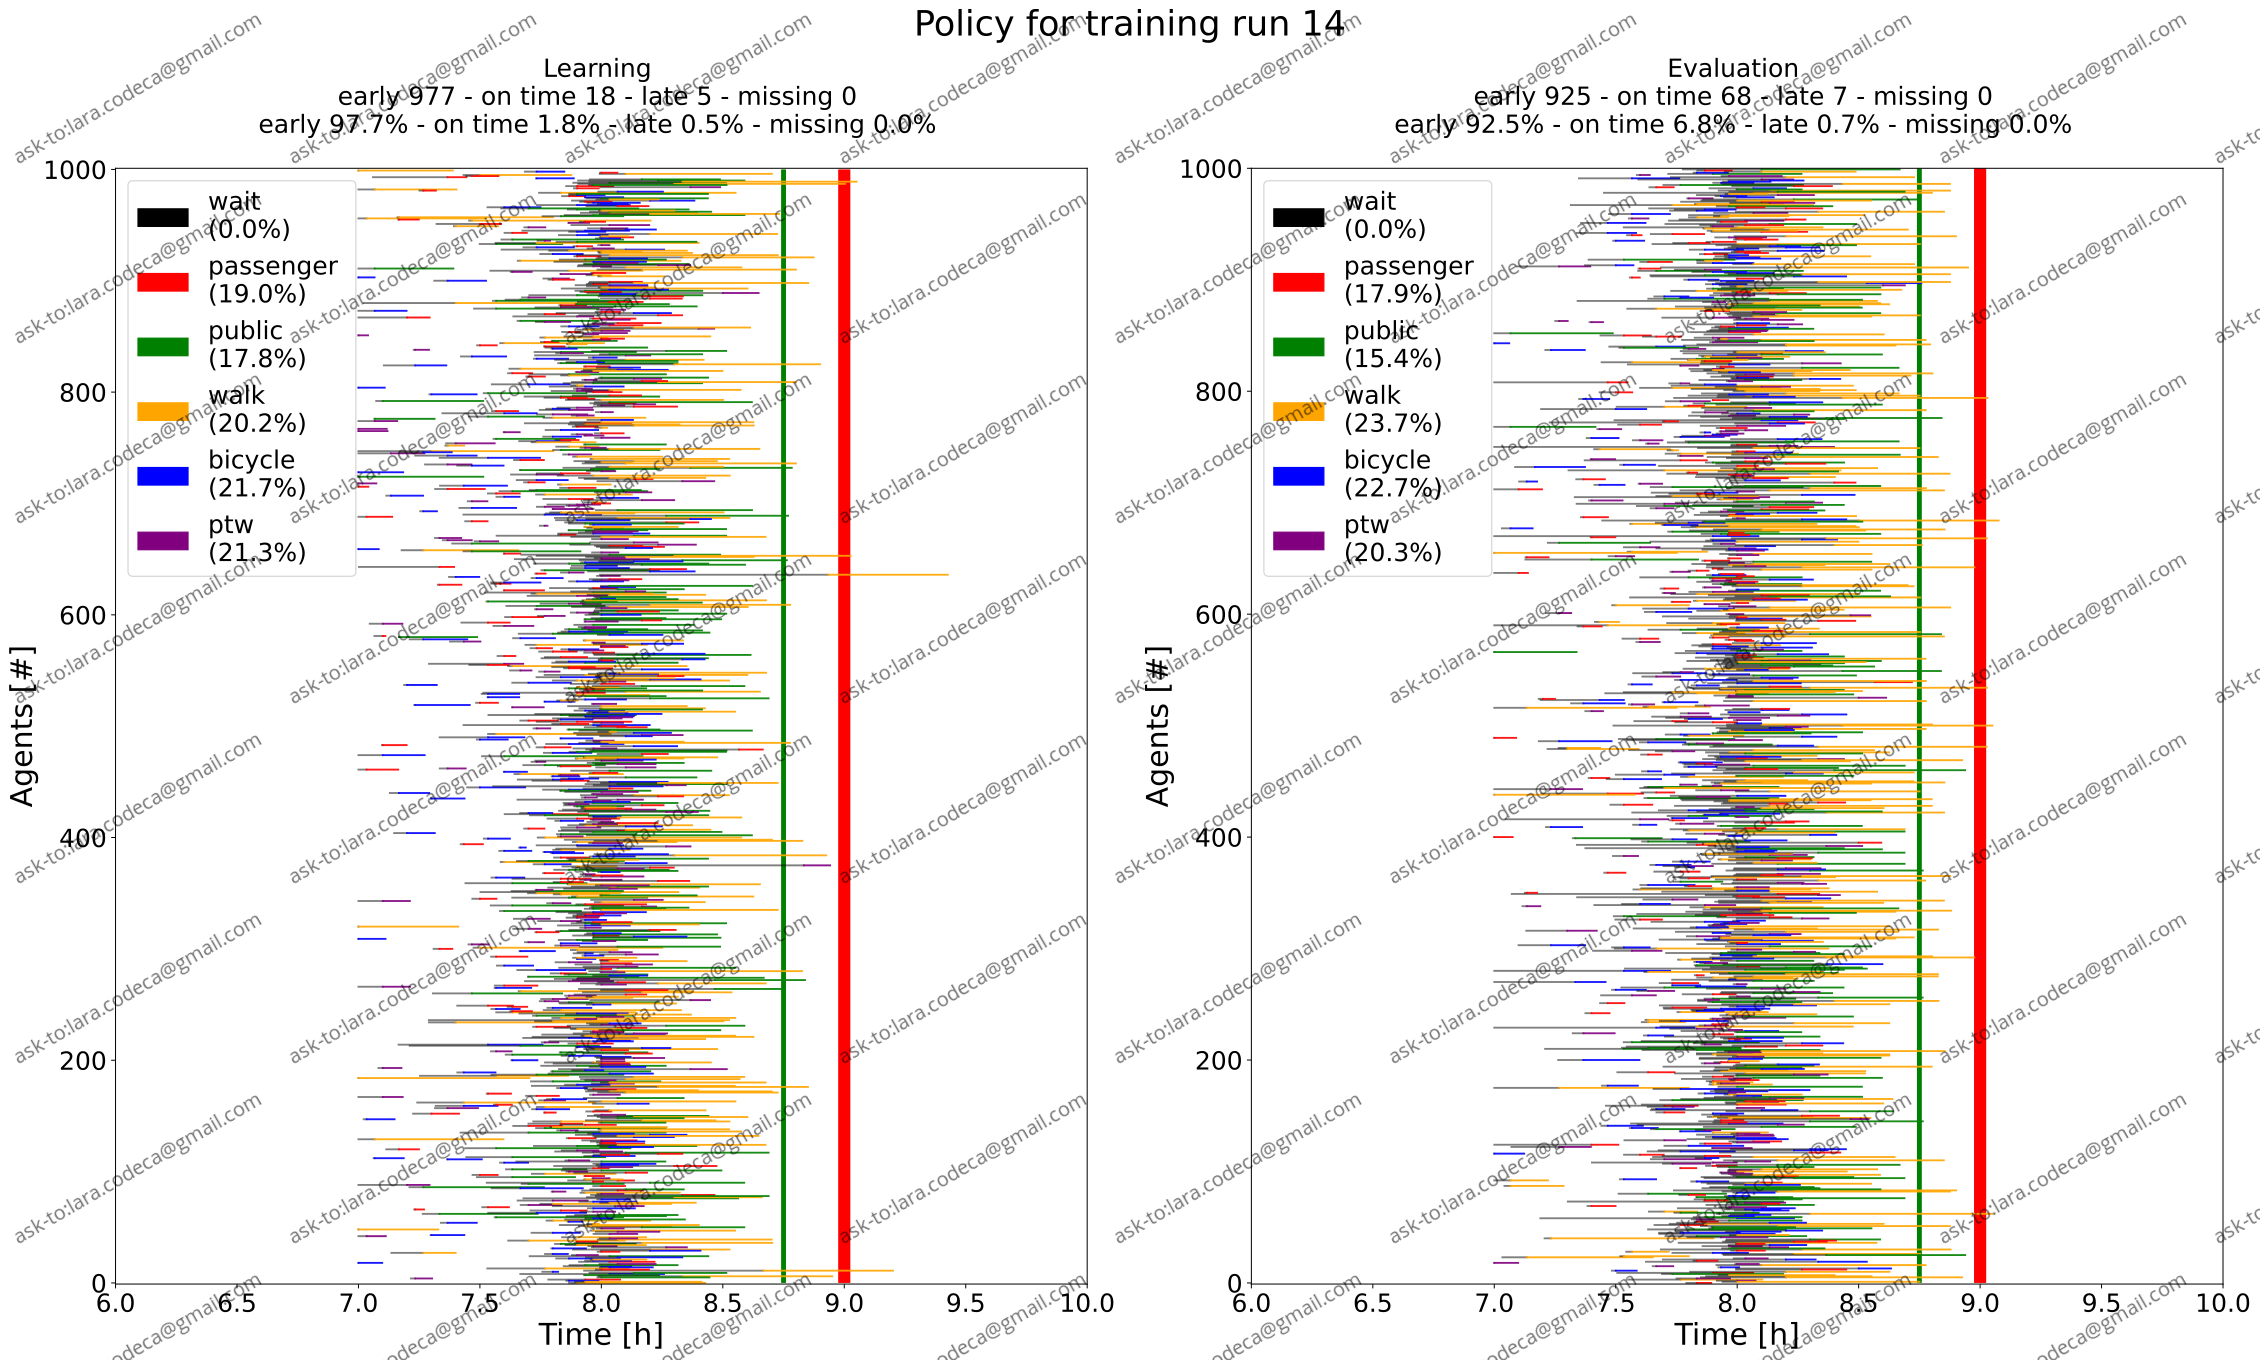 Policy for training run 14
Learning
early 977 - on time 18 - late 5 - missing 0
early 97.7% - on time 1.8% - late 0.5% - missing 0.0%
Agents [#]
1000
800
600
400
200
0
wait
(0.0%)
passenger
(19.0%)
public
(17.8%)
walk
(20.2%)
bicycle
(21.7%)
ptw
(21.3%)
6.0 6.5 7.0 7.5 8.0 8.5 9.0 9.5 10.0
Time [h]
Evaluation
early 925 - on time 68 - late 7 - missing 0
early 92.5% - on time 6.8% - late 0.7% - missing 0.0%
Agents [#]
1000
800
600
400
200
0
wait
(0.0%)
passenger
(17.9%)
public
(15.4%)
walk
(23.7%)
bicycle
(22.7%)
ptw
(20.3%)
6.0 6.5 7.0 7.5 8.0 8.5 9.0 9.5 10.0
Time [h]
ask-to:lara.codeca@gmail.com